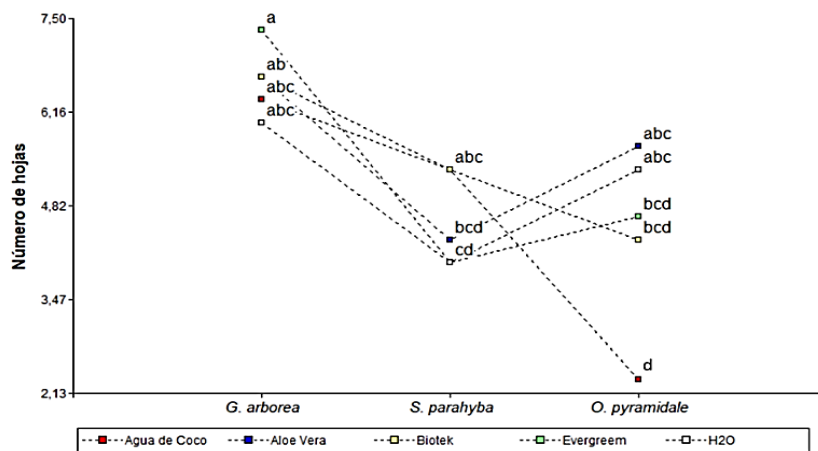 7,50
6,16
4,82
3,47
2,13
Número de hojas
a
ab
abc
abc
abc
bcd
cd
abc
abc
bcd
bcd
d
G. arborea
S. parahyba
O. pyramidale
Agua de Coco
Aloe Vera
Biotek
Evergreem
H2O